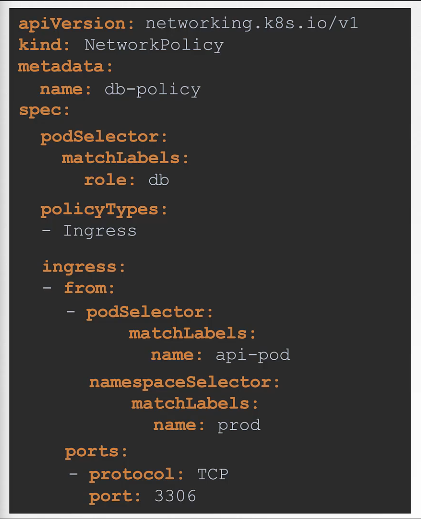 apiVersion: networking.k8s.io/v1
kind: NetworkPolicy
metadata:
  name: db-policy
spec:
  podSelector:
    matchLabels:
      role: db
  policyTypes:
  - Ingress
  ingress:
  - from:
    - podSelector:
        matchLabels:
          name: api-pod
      namespaceSelector:
        matchLabels:
          name: prod
    ports:
    - protocol: TCP
      port: 3306